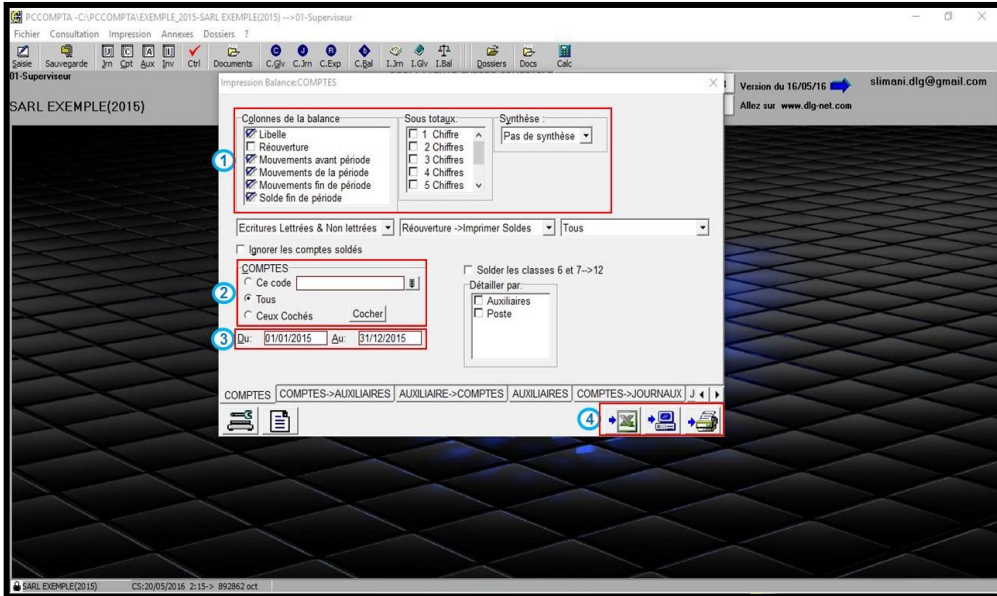 PCCOMPTA -C:\PCCOMPTA\EXEMPLE_2015-SARL EXEMPLE(2015) -->01-Superviseur
Fichier Consultation Impression Annexes Dossiers ?
Saisie Sauvegarde Jrn Cpt Aux Inv Ctrl Documents C.Glv C.Jrn C.Exp C.Bal I.Jrn I.Glv I.Bal Dossiers Docs Calc
01-Superviseur
SARL EXEMPLE(2015)
Version du 16/05/16
slimani.dlg@gmail.com
Allez sur www.dlg-net.com
Impression Balance:COMPTES
Colonnes de la balance
Libelle
Réouverture
Mouvements avant période
Mouvements de la période
Mouvements fin de période
Solde fin de période
Sous totaux:
1 Chiffre
2 Chiffres
3 Chiffres
4 Chiffres
5 Chiffres
Synthèse :
Pas de synthèse
1
Ecritures Lettrées & Non lettrées Réouverture ->Imprimer Soldes Tous
Ignorer les comptes soldés
COMPTES
Ce code
Tous
Ceux Cochés Cocher
2
Solder les classes 6 et 7-->12
Détailler par:
Auxiliaires
Poste
3
Du: 01/01/2015 Au: 31/12/2015
COMPTES COMPTES->AUXILIAIRES AUXILIAIRE->COMPTES AUXILIAIRES COMPTES->JOURNAUX J
4
SARL EXEMPLE(2015) CS:20/05/2016 2:15-> 892862 oct